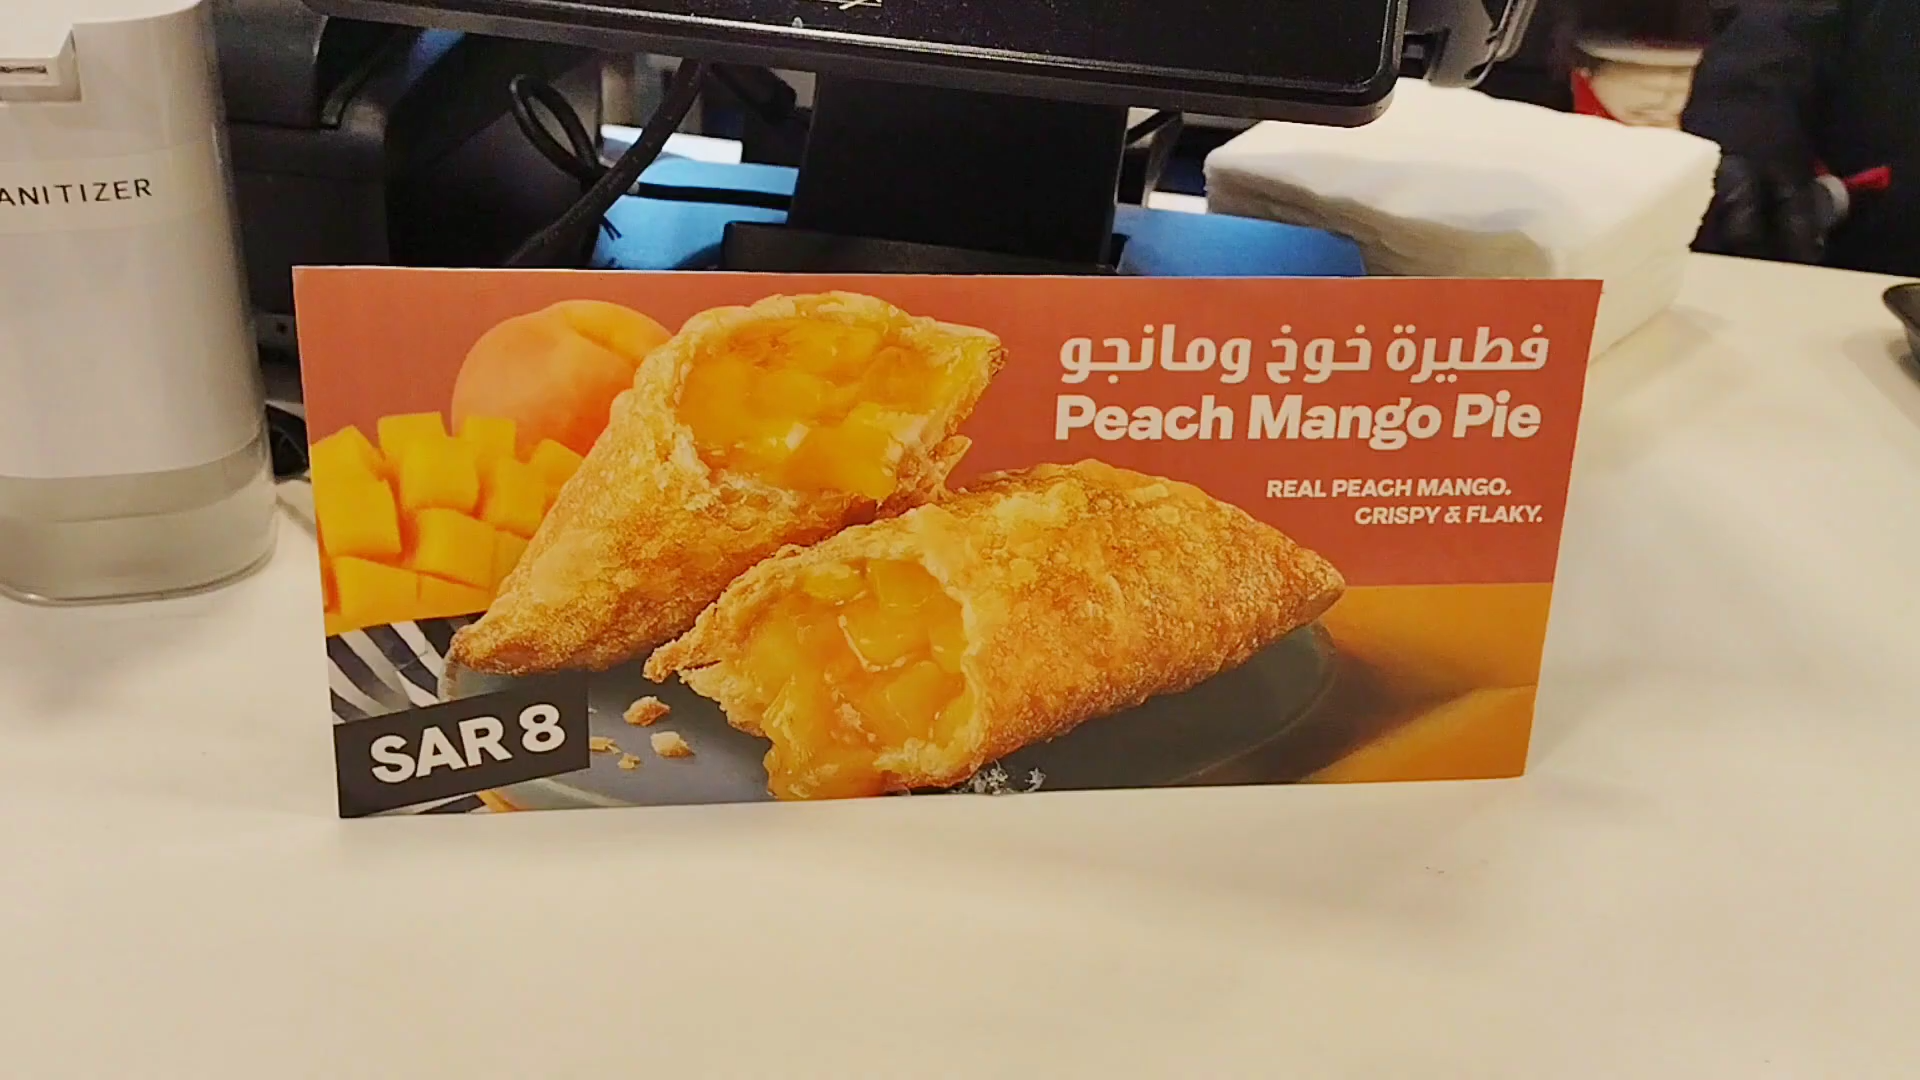 ANITIZER
فطيرة خوخ ومانجو
Peach Mango Pie
REAL PEACH MANGO.
CRISPY & FLAKY.
SAR 8